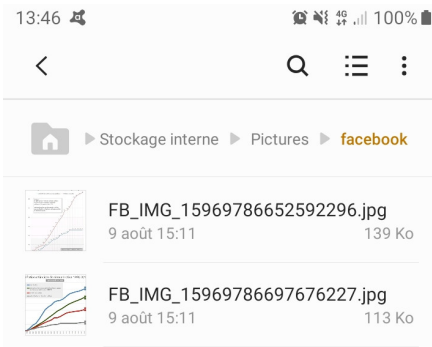 13:46 4G 100%
Stockage interne Pictures facebook
FB_IMG_15969786652592296.jpg
9 août 15:11 139 Ko
FB_IMG_15969786697676227.jpg
9 août 15:11 113 Ko